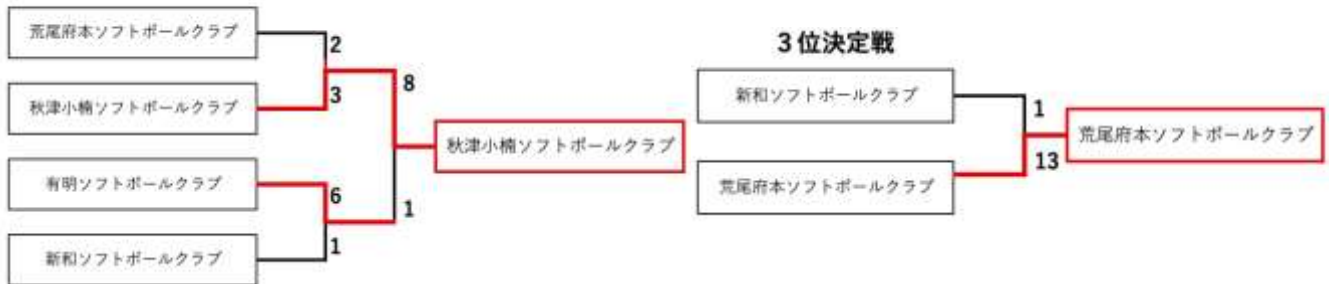 荒尾府本ソフトボールクラブ
2
3
秋津小楠ソフトボールクラブ
8
秋津小楠ソフトボールクラブ
有明ソフトボールクラブ
6
1
1
新和ソフトボールクラブ
3位決定戦
新和ソフトボールクラブ
1
13
荒尾府本ソフトボールクラブ
荒尾府本ソフトボールクラブ